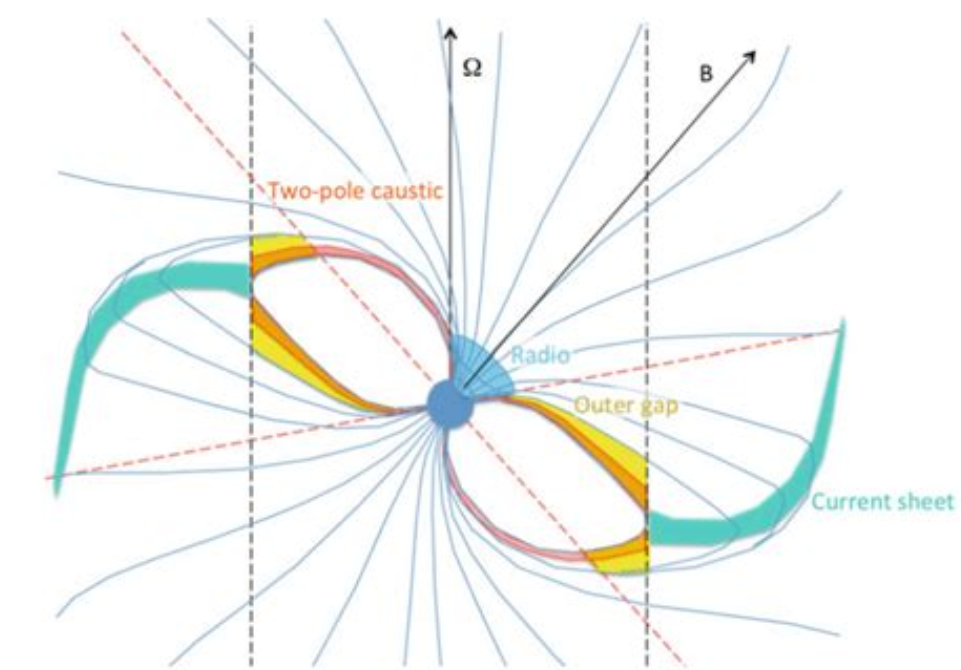 Ω
B
Two-pole caustic
Radio
Outer gap
Current sheet